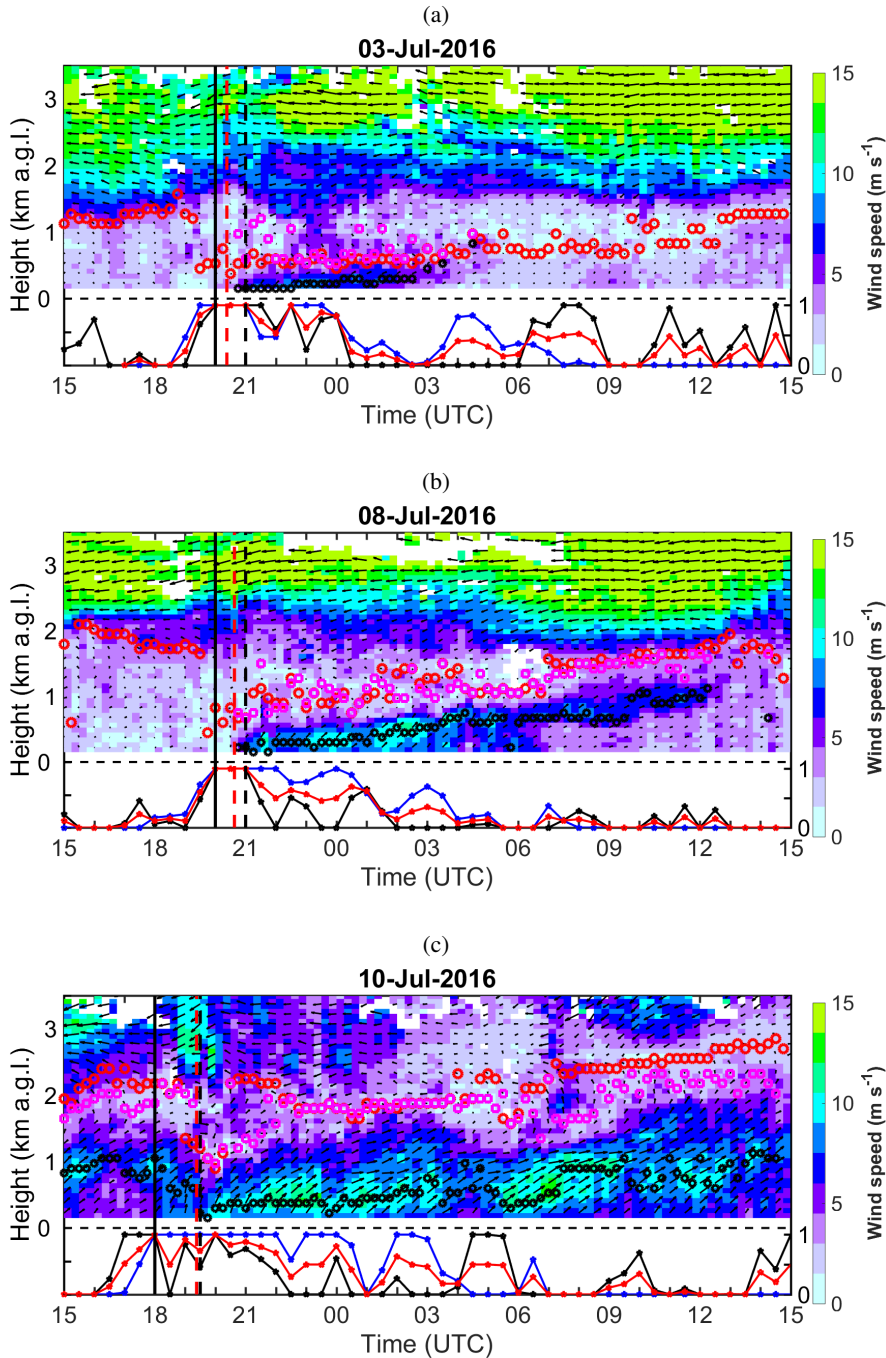 (a)
03-Jul-2016
Height (km a.g.l.)
3
2
1
0
1
0
15 18 21 00 03 06 09 12 15
Time (UTC)
15
10
5
0
Wind speed (m s-1)
(b)
08-Jul-2016
Height (km a.g.l.)
3
2
1
0
1
0
15 18 21 00 03 06 09 12 15
Time (UTC)
15
10
5
0
Wind speed (m s-1)
(c)
10-Jul-2016
Height (km a.g.l.)
3
2
1
0
1
0
15 18 21 00 03 06 09 12 15
Time (UTC)
15
10
5
0
Wind speed (m s-1)